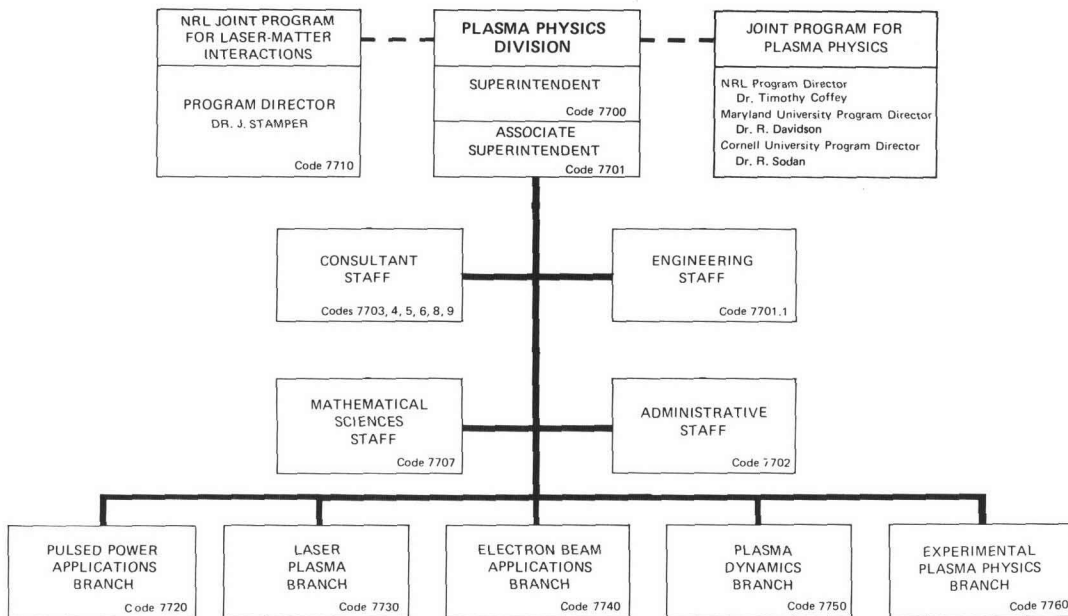 NRL JOINT PROGRAM
FOR LASER-MATTER
INTERACTIONS
PROGRAM DIRECTOR
DR. J. STAMPER
Code 7710
PLASMA PHYSICS
DIVISION
SUPERINTENDENT
Code 7700
ASSOCIATE
SUPERINTENDENT
Code 7701
JOINT PROGRAM FOR
PLASMA PHYSICS
NRL Program Director
Dr. Timothy Coffey
Maryland University Program Director
Dr. R. Davidson
Cornell University Program Director
Dr. R. Sodan
CONSULTANT
STAFF
Codes 7703, 4, 5, 6, 8, 9
ENGINEERING
STAFF
Code 7701.1
MATHEMATICAL
SCIENCES
STAFF
Code 7707
ADMINISTRATIVE
STAFF
Code 7702
PULSED POWER
APPLICATIONS
BRANCH
Code 7720
LASER
PLASMA
BRANCH
Code 7730
ELECTRON BEAM
APPLICATIONS
BRANCH
Code 7740
PLASMA
DYNAMICS
BRANCH
Code 7750
EXPERIMENTAL
PLASMA PHYSICS
BRANCH
Code 7760